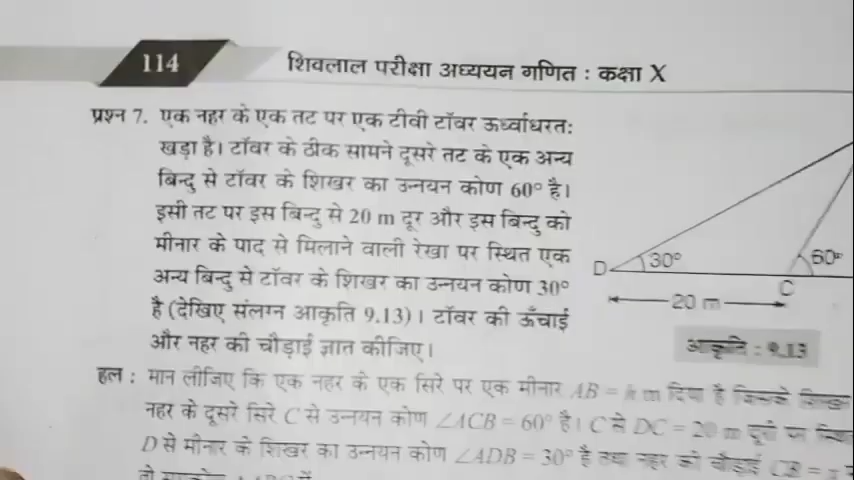 114
शिवलाल परीक्षा अध्ययन गणित : कक्षा X
प्रश्न 7. एक नहर के एक तट पर एक टीवी टॉवर ऊर्ध्वाधरतः
खड़ा है। टॉवर के ठीक सामने दूसरे तट के एक अन्य
बिन्दु से टॉवर के शिखर का उन्नयन कोण 60° है।
इसी तट पर इस बिन्दु से 20 m दूर और इस बिन्दु को
मीनार के पाद से मिलाने वाली रेखा पर स्थित एक
अन्य बिन्दु से टॉवर के शिखर का उन्नयन कोण 30°
है (देखिए संलग्न आकृति 9.13)। टॉवर की ऊँचाई
और नहर की चौड़ाई ज्ञात कीजिए।
D 30° 60°
C
20 m
आकृति : 9.13
हल : मान लीजिए कि एक नहर के एक सिरे पर एक मीनार AB = h m दिया है जिसके
नहर के दूसरे सिरे C से उन्नयन कोण ∠ACB = 60° है। C से DC = 20 m दूरी पर
D से मीनार के शिखर का उन्नयन कोण ∠ADB = 30° है तथा नहर की चौड़ाई CB = x